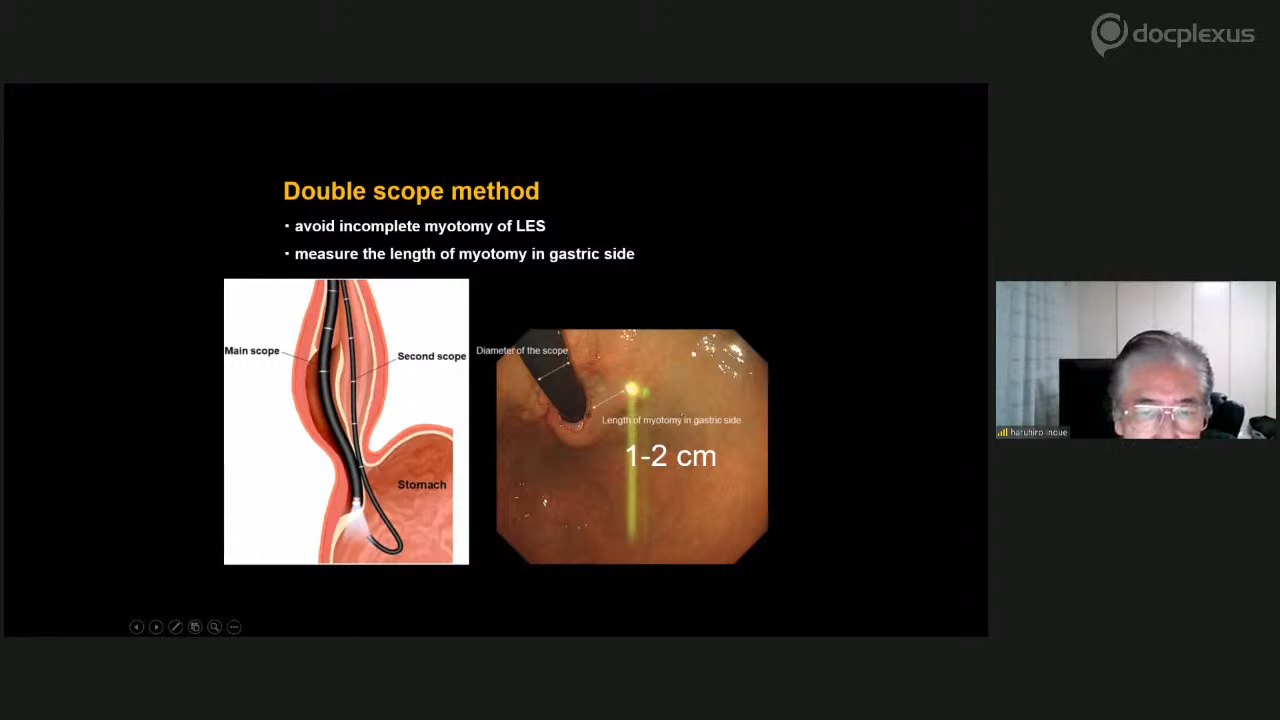 docplexus
Double scope method
· avoid incomplete myotomy of LES
· measure the length of myotomy in gastric side
Main scope
Second scope
Stomach
Diameter of the scope
Length of myotomy in gastric side
1-2 cm
haruhiro inoue